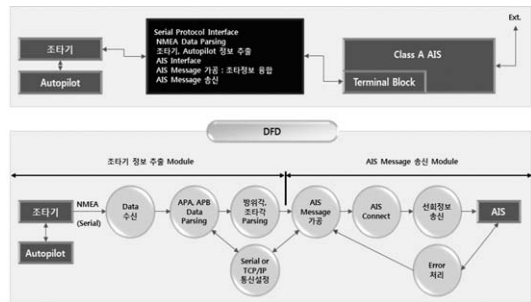 Ext.
조타기
Autopilot
Serial Protocol Interface
NMEA Data Parsing
조타기, Autopilot 정보 추출
AIS Interface
AIS Message 가공 : 조타정보 융합
AIS Message 송신
Class A AIS
Terminal Block
DFD
조타기 정보 추출 Module
AIS Message 송신 Module
조타기
NMEA
(Serial)
Autopilot
Data
수신
APA, APB
Data
Parsing
방위각,
조타각
Parsing
AIS
Message
가공
AIS
Connect
선회정보
송신
AIS
Serial or
TCP/IP
통신설정
Error
처리